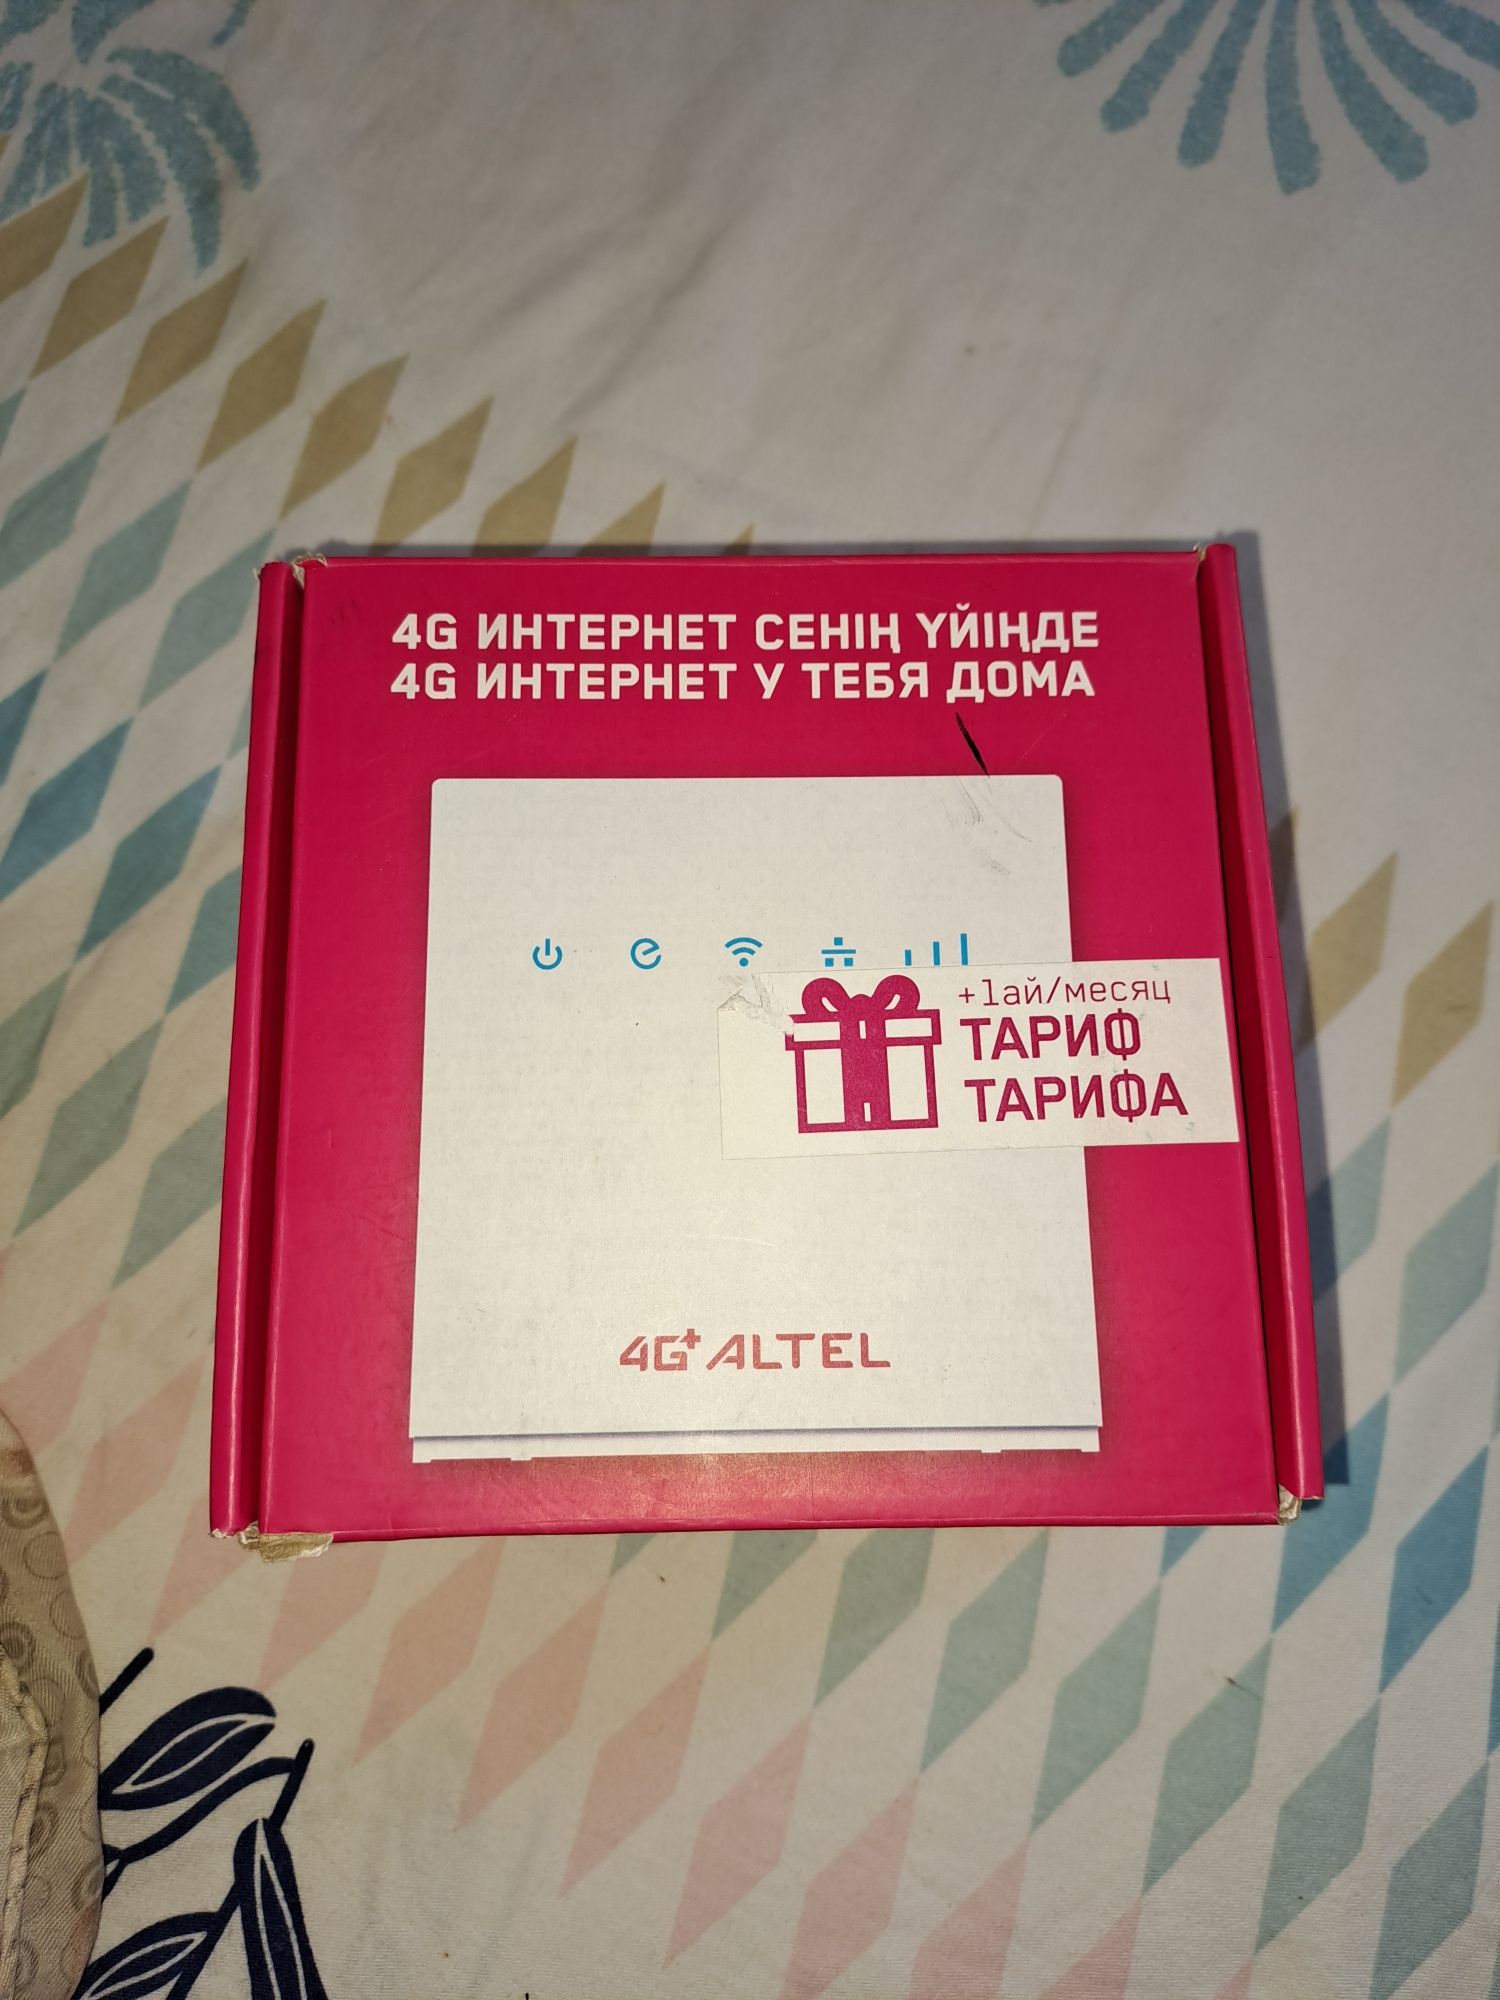 4G ИНТЕРНЕТ СЕНІҢ ҮЙІҢДЕ
4G ИНТЕРНЕТ У ТЕБЯ ДОМА
+1ай/месяц
ТАРИФ
ТАРИФА
4G+ ALTEL